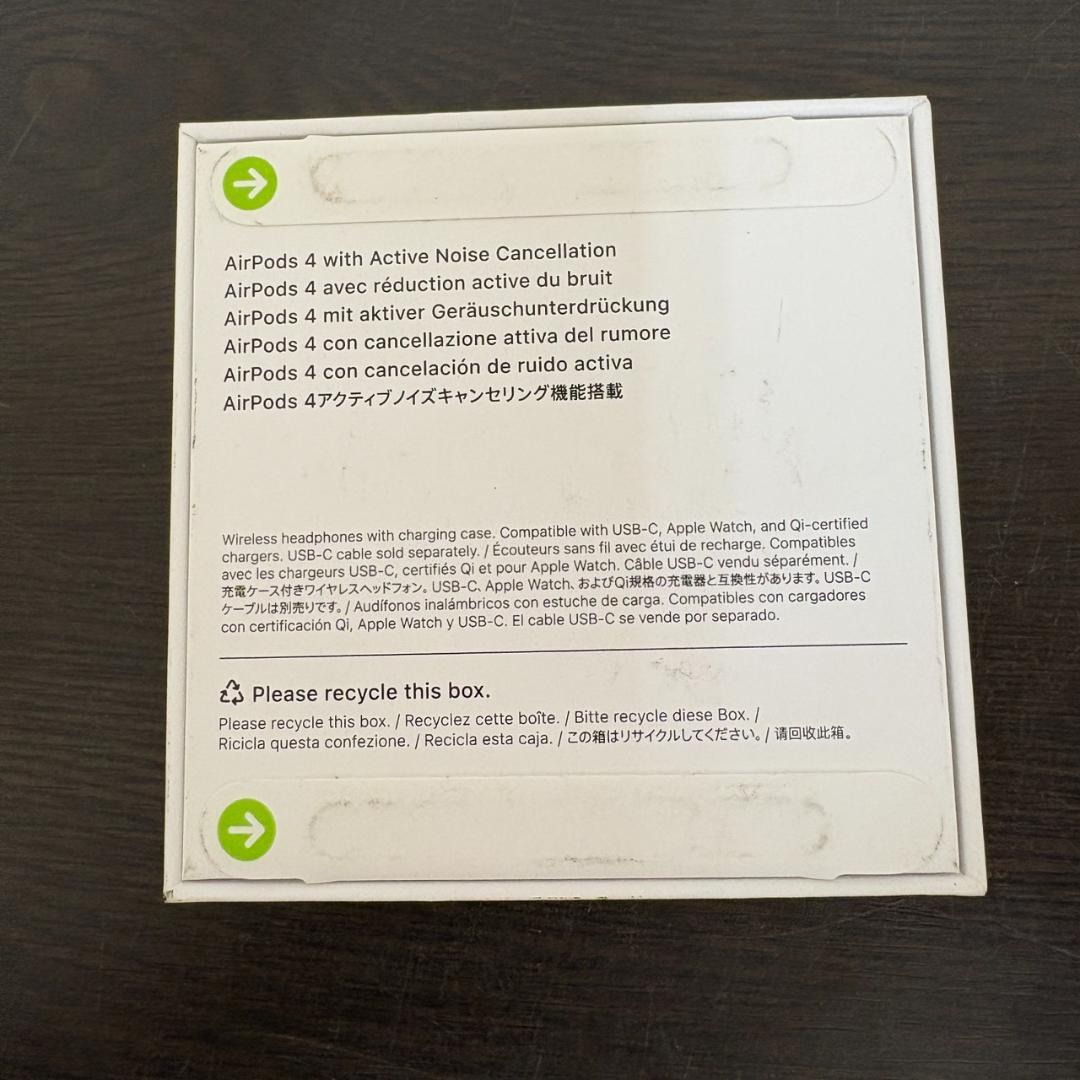 AirPods 4 with Active Noise Cancellation
AirPods 4 avec réduction active du bruit
AirPods 4 mit aktiver Geräuschunterdrückung
AirPods 4 con cancellazione attiva del rumore
AirPods 4 con cancelación de ruido activa
AirPods 4アクティブノイズキャンセリング機能搭載
Wireless headphones with charging case. Compatible with USB-C, Apple Watch, and Qi-certified
chargers. USB-C cable sold separately. / Écouteurs sans fil avec étui de recharge. Compatibles
avec les chargeurs USB-C, certifiés Qi et pour Apple Watch. Câble USB-C vendu séparément. /
充電ケース付きワイヤレスヘッドフォン。USB-C、Apple Watch、およびQi規格の充電器と互換性があります。USB-C
ケーブルは別売りです。/ Audífonos inalámbricos con estuche de carga. Compatibles con cargadores
con certificación Qi, Apple Watch y USB-C. El cable USB-C se vende por separado.
Please recycle this box.
Please recycle this box. / Recyclez cette boîte. / Bitte recycle diese Box. /
Ricicla questa confezione. / Recicla esta caja. / この箱はリサイクルしてください。/ 请回收此箱。